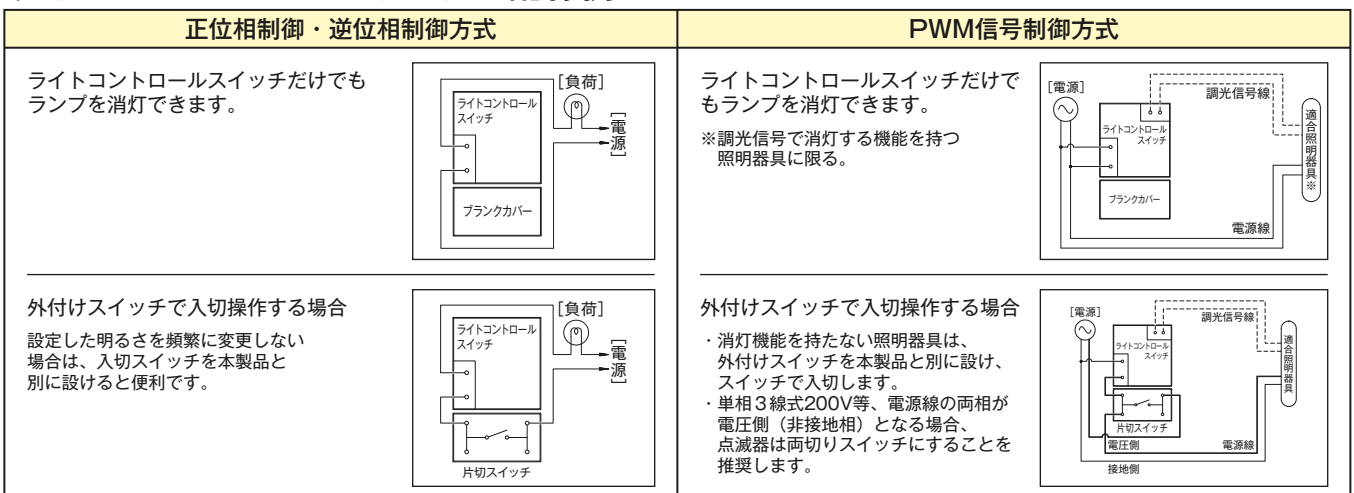 正位相制御・逆位相制御方式
ライトコントロールスイッチだけでも
ランプを消灯できます。
[負荷]
ライトコントロール
スイッチ
[電源]
ブランクカバー
外付けスイッチで入切操作する場合
設定した明るさを頻繁に変更しない
場合は、入切スイッチを本製品と
別に設けると便利です。
[負荷]
ライトコントロール
スイッチ
[電源]
片切スイッチ
PWM信号制御方式
ライトコントロールスイッチだけで
もランプを消灯できます。
※調光信号で消灯する機能を持つ
照明器具に限る。
[電源]
調光信号線
ライトコントロール
スイッチ
適合照明器具※
ブランクカバー
電源線
外付けスイッチで入切操作する場合
・消灯機能を持たない照明器具は、
外付けスイッチを本製品と別に設け、
スイッチで入切します。
・単相3線式200V等、電源線の両相が
電圧側（非接地相）となる場合、
点滅器は両切りスイッチにすることを
推奨します。
[電源]
調光信号線
ライトコントロール
スイッチ
適合照明器具
片切スイッチ
電圧側
電源線
接地側